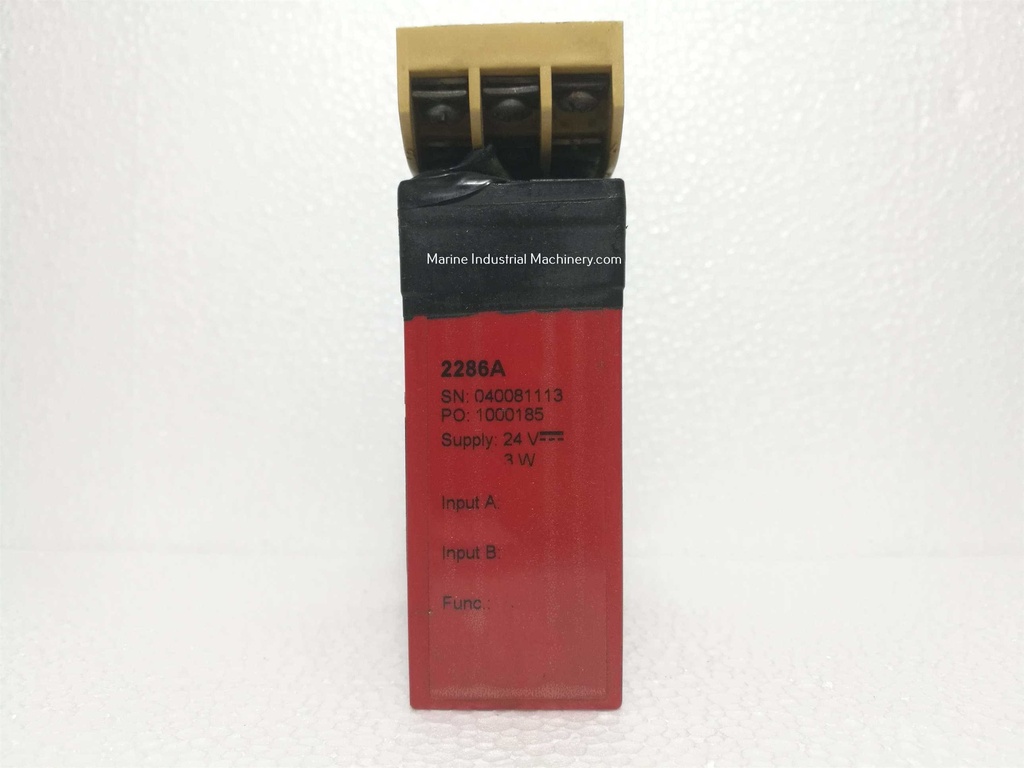 Marine Industrial Machinery.com
2286A
SN: 040081113
PO: 1000185
Supply: 24 V⎓
3 W
Input A:
Input B:
Func.: